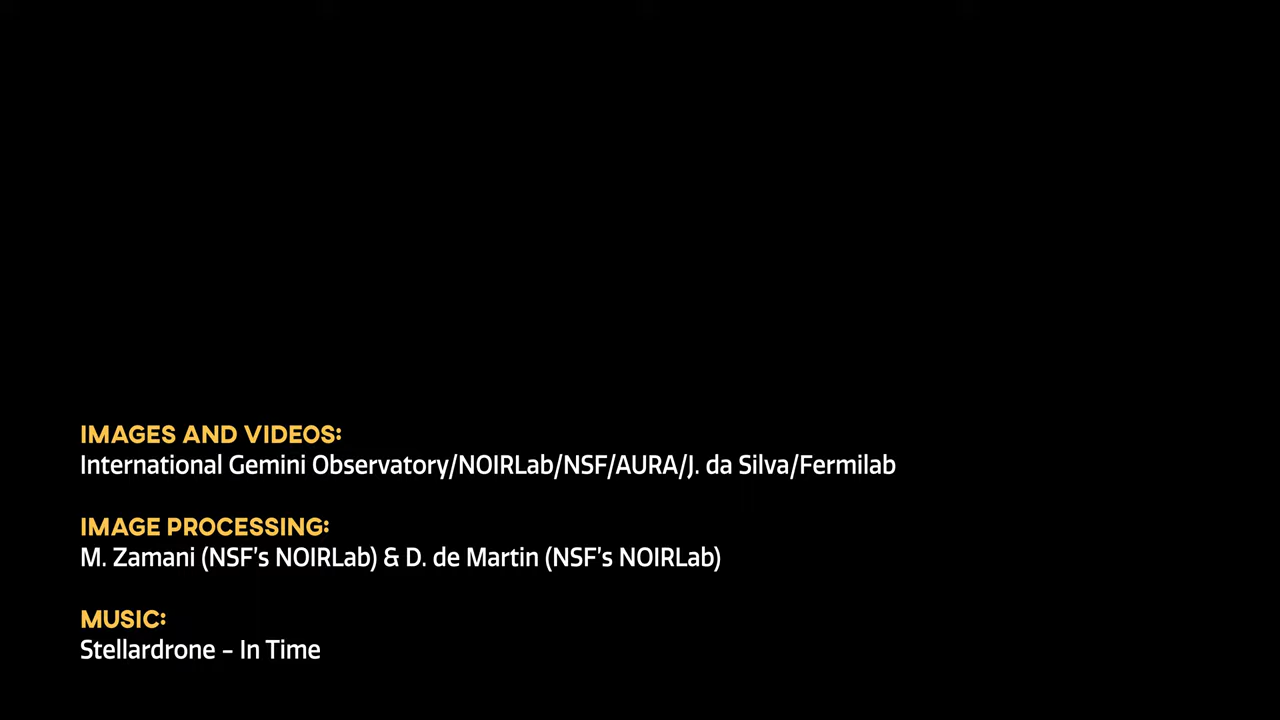 IMAGES AND VIDEOS:
International Gemini Observatory/NOIRLab/NSF/AURA/J. da Silva/Fermilab
IMAGE PROCESSING:
M. Zamani (NSF's NOIRLab) & D. de Martin (NSF's NOIRLab)
MUSIC:
Stellardrone – In Time